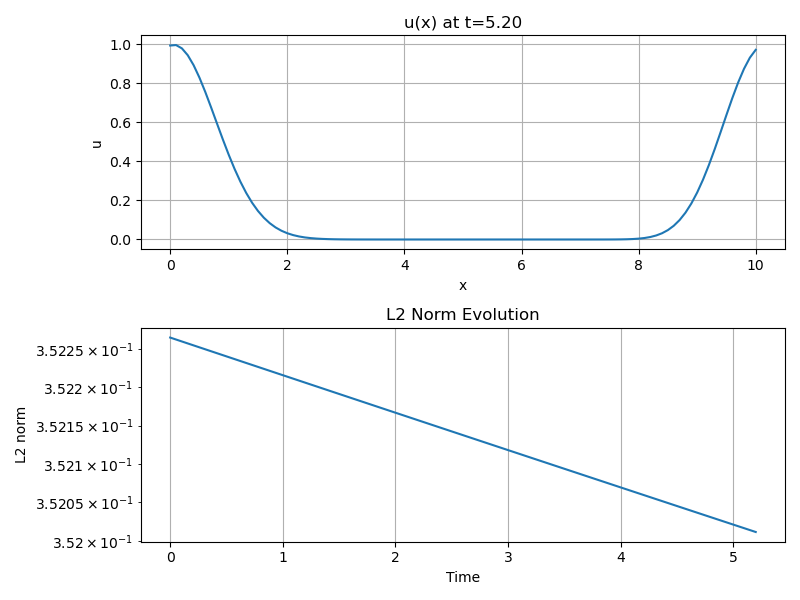 u(x) at t=5.20
1.0
0.8
0.6
0.4
0.2
0.0
u
0 2 4 6 8 10
x
L2 Norm Evolution
3.5225 × 10⁻¹
3.522 × 10⁻¹
3.5215 × 10⁻¹
3.521 × 10⁻¹
3.5205 × 10⁻¹
3.52 × 10⁻¹
L2 norm
0 1 2 3 4 5
Time